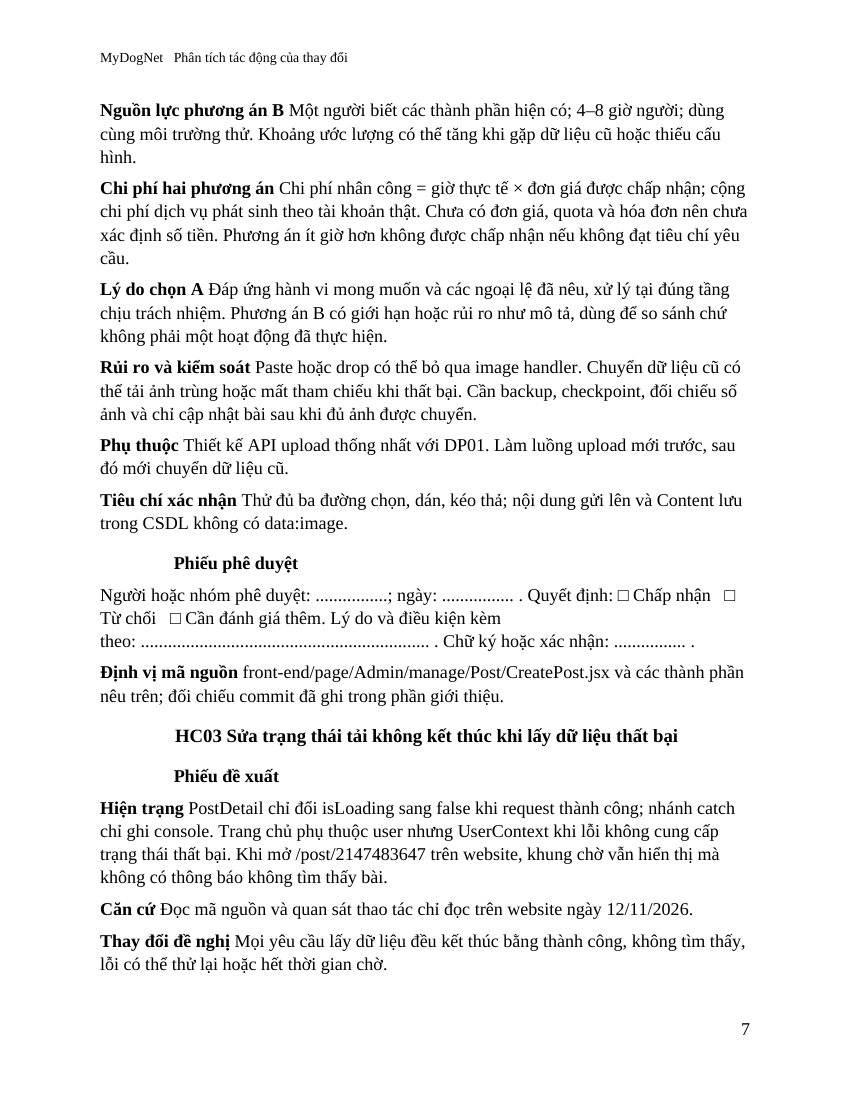 MyDogNet   Phân tích tác động của thay đổi
Nguồn lực phương án B Một người biết các thành phần hiện có; 4–8 giờ người; dùng
cùng môi trường thử. Khoảng ước lượng có thể tăng khi gặp dữ liệu cũ hoặc thiếu cấu
hình.
Chi phí hai phương án Chi phí nhân công = giờ thực tế × đơn giá được chấp nhận; cộng
chi phí dịch vụ phát sinh theo tài khoản thật. Chưa có đơn giá, quota và hóa đơn nên chưa
xác định số tiền. Phương án ít giờ hơn không được chấp nhận nếu không đạt tiêu chí yêu
cầu.
Lý do chọn A Đáp ứng hành vi mong muốn và các ngoại lệ đã nêu, xử lý tại đúng tầng
chịu trách nhiệm. Phương án B có giới hạn hoặc rủi ro như mô tả, dùng để so sánh chứ
không phải một hoạt động đã thực hiện.
Rủi ro và kiểm soát Paste hoặc drop có thể bỏ qua image handler. Chuyển dữ liệu cũ có
thể tải ảnh trùng hoặc mất tham chiếu khi thất bại. Cần backup, checkpoint, đối chiếu số
ảnh và chỉ cập nhật bài sau khi đủ ảnh được chuyển.
Phụ thuộc Thiết kế API upload thống nhất với DP01. Làm luồng upload mới trước, sau
đó mới chuyển dữ liệu cũ.
Tiêu chí xác nhận Thử đủ ba đường chọn, dán, kéo thả; nội dung gửi lên và Content lưu
trong CSDL không có data:image.
Phiếu phê duyệt
Người hoặc nhóm phê duyệt: ................; ngày: ................ . Quyết định: □ Chấp nhận   □
Từ chối   □ Cần đánh giá thêm. Lý do và điều kiện kèm
theo: ................................................................ . Chữ ký hoặc xác nhận: ................ .
Định vị mã nguồn front-end/page/Admin/manage/Post/CreatePost.jsx và các thành phần
nêu trên; đối chiếu commit đã ghi trong phần giới thiệu.
HC03 Sửa trạng thái tải không kết thúc khi lấy dữ liệu thất bại
Phiếu đề xuất
Hiện trạng PostDetail chỉ đổi isLoading sang false khi request thành công; nhánh catch
chỉ ghi console. Trang chủ phụ thuộc user nhưng UserContext khi lỗi không cung cấp
trạng thái thất bại. Khi mở /post/2147483647 trên website, khung chờ vẫn hiển thị mà
không có thông báo không tìm thấy bài.
Căn cứ Đọc mã nguồn và quan sát thao tác chỉ đọc trên website ngày 12/11/2026.
Thay đổi đề nghị Mọi yêu cầu lấy dữ liệu đều kết thúc bằng thành công, không tìm thấy,
lỗi có thể thử lại hoặc hết thời gian chờ.
7